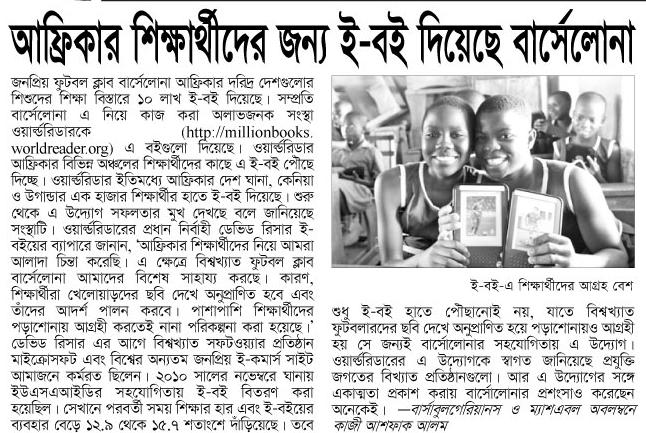 আফ্রিকার শিক্ষার্থীদের জন্য ই-বই দিয়েছে বার্সেলোনা
জনপ্রিয় ফুটবল ক্লাব বার্সেলোনা আফ্রিকার দরিদ্র দেশগুলোর
শিশুদের শিক্ষা বিস্তারে ১০ লাখ ই-বই দিয়েছে। সম্প্রতি
বার্সেলোনা এ নিয়ে কাজ করা অলাভজনক সংস্থা
ওয়ার্ল্ডরিডারকে (http://millionbooks.
worldreader.org) এ বইগুলো দিয়েছে। ওয়ার্ল্ডরিডার
আফ্রিকার বিভিন্ন অঞ্চলের শিক্ষার্থীদের কাছে এ ই-বই পৌঁছে
দিচ্ছে। ওয়ার্ল্ডরিডার ইতিমধ্যে আফ্রিকার দেশ ঘানা, কেনিয়া
ও উগান্ডার এক হাজার শিক্ষার্থীর হাতে ই-বই দিয়েছে। শুরু
থেকে এ উদ্যোগ সফলতার মুখ দেখছে বলে জানিয়েছে
সংস্থাটি। ওয়ার্ল্ডরিডারের প্রধান নির্বাহী ডেভিড রিসার ই-
বইয়ের ব্যাপারে জানান, ‘আফ্রিকার শিক্ষার্থীদের নিয়ে আমরা
আলাদা চিন্তা করেছি। এ ক্ষেত্রে বিশ্বখ্যাত ফুটবল ক্লাব
বার্সেলোনা আমাদের বিশেষ সাহায্য করছে। কারণ,
শিক্ষার্থীরা খেলোয়াড়দের ছবি দেখে অনুপ্রাণিত হবে এবং
তাঁদের আদর্শ পালন করবে। পাশাপাশি শিক্ষার্থীদের
পড়াশোনায় আগ্রহী করতেই নানা পরিকল্পনা করা হয়েছে।’
ডেভিড রিসার এর আগে বিশ্বখ্যাত সফটওয়্যার প্রতিষ্ঠান
মাইক্রোসফট এবং বিশ্বের অন্যতম জনপ্রিয় ই-কমার্স সাইট
আমাজনে কর্মরত ছিলেন। ২০১০ সালের নভেম্বরে ঘানায়
ইউএসএআইডির সহযোগিতায় ই-বই বিতরণ করা
হয়েছিল। সেখানে পরবর্তী সময় শিক্ষার হার এবং ই-বইয়ের
ব্যবহার বেড়ে ১২.৯ থেকে ১৫.৭ শতাংশে দাঁড়িয়েছে। তবে
ই-বই-এ শিক্ষার্থীদের আগ্রহ বেশ
শুধু ই-বই হাতে পৌছানোই নয়, যাতে বিশ্বখ্যাত
ফুটবলারদের ছবি দেখে অনুপ্রাণিত হয়ে পড়াশোনায়ও আগ্রহী
হয় সে জন্যই বার্সেলোনার সহযোগিতায় এ উদ্যোগ।
ওয়ার্ল্ডরিডারের এ উদ্যোগকে স্বাগত জানিয়েছে প্রযুক্তি
জগতের বিখ্যাত প্রতিষ্ঠানগুলো। আর এ উদ্যোগের সঙ্গে
একাত্মতা প্রকাশ করায় বার্সেলোনার প্রশংসাও করেছেন
অনেকেই। —বার্সাবুলগেরিয়ানস ও ম্যাশএবল অবলম্বনে
কাজী আশফাক আলম